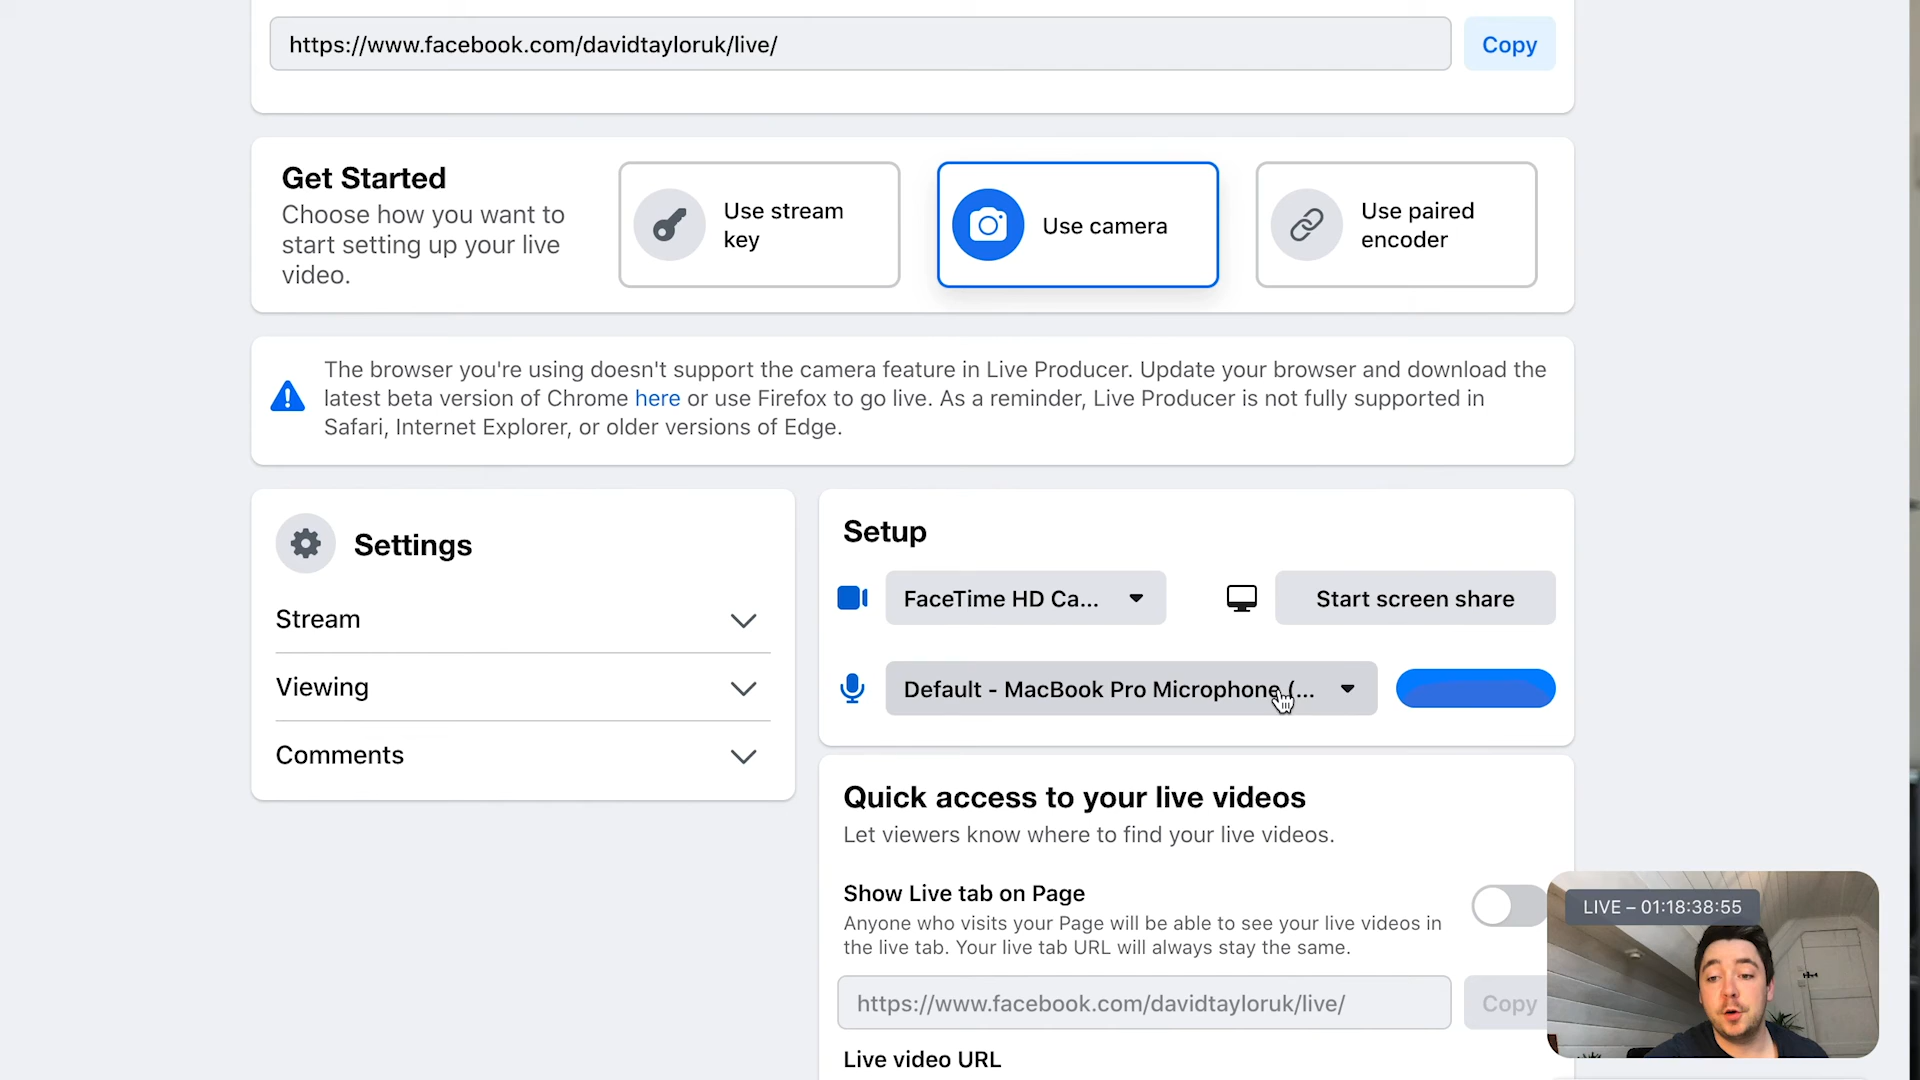 https://www.facebook.com/davidtayloruk/live/
Copy
Get Started
Choose how you want to
start setting up your live
video.
Use stream
key
Use camera
Use paired
encoder
The browser you're using doesn't support the camera feature in Live Producer. Update your browser and download the
latest beta version of Chrome here or use Firefox to go live. As a reminder, Live Producer is not fully supported in
Safari, Internet Explorer, or older versions of Edge.
Settings
Stream
Viewing
Comments
Setup
FaceTime HD Ca...
Start screen share
Default - MacBook Pro Microphone (...
Quick access to your live videos
Let viewers know where to find your live videos.
Show Live tab on Page
Anyone who visits your Page will be able to see your live videos in
the live tab. Your live tab URL will always stay the same.
https://www.facebook.com/davidtayloruk/live/
Copy
Live video URL
LIVE – 01:18:38:55